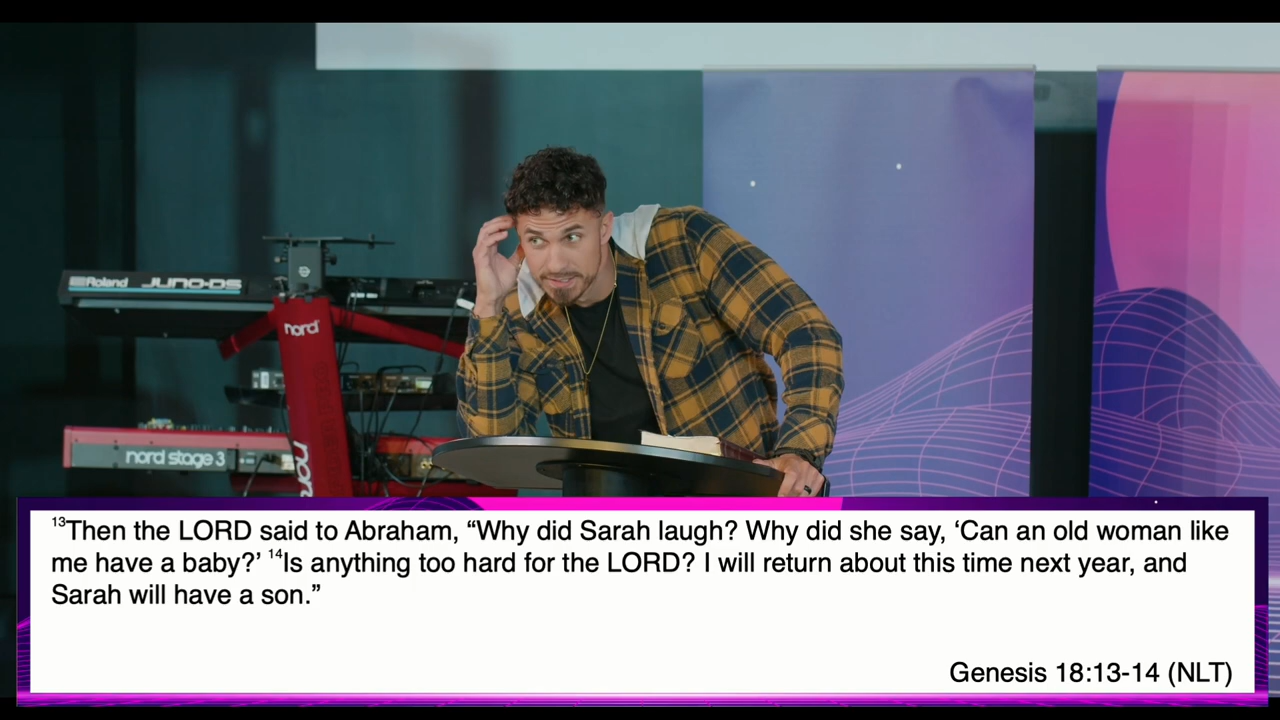 Roland JUNO-DS
nord
nord stage 3
nor
¹³Then the LORD said to Abraham, “Why did Sarah laugh? Why did she say, ‘Can an old woman like
me have a baby?’ ¹⁴Is anything too hard for the LORD? I will return about this time next year, and
Sarah will have a son.”
Genesis 18:13-14 (NLT)